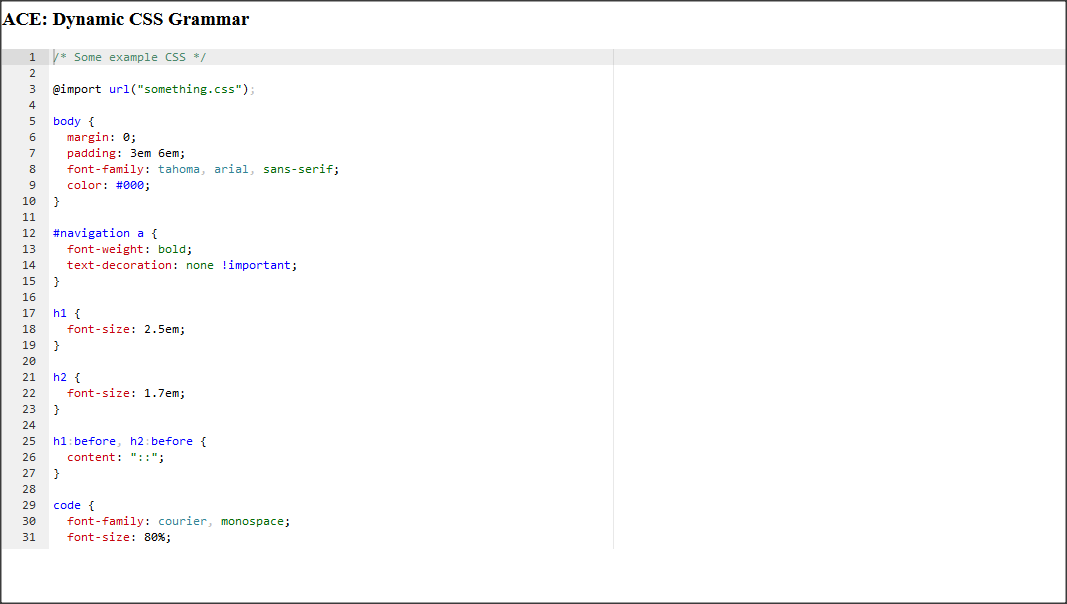 ACE: Dynamic CSS Grammar
1 /* Some example CSS */
2
3 @import url("something.css");
4
5 body {
6   margin: 0;
7   padding: 3em 6em;
8   font-family: tahoma, arial, sans-serif;
9   color: #000;
10 }
11
12 #navigation a {
13   font-weight: bold;
14   text-decoration: none !important;
15 }
16
17 h1 {
18   font-size: 2.5em;
19 }
20
21 h2 {
22   font-size: 1.7em;
23 }
24
25 h1:before, h2:before {
26   content: "::";
27 }
28
29 code {
30   font-family: courier, monospace;
31   font-size: 80%;